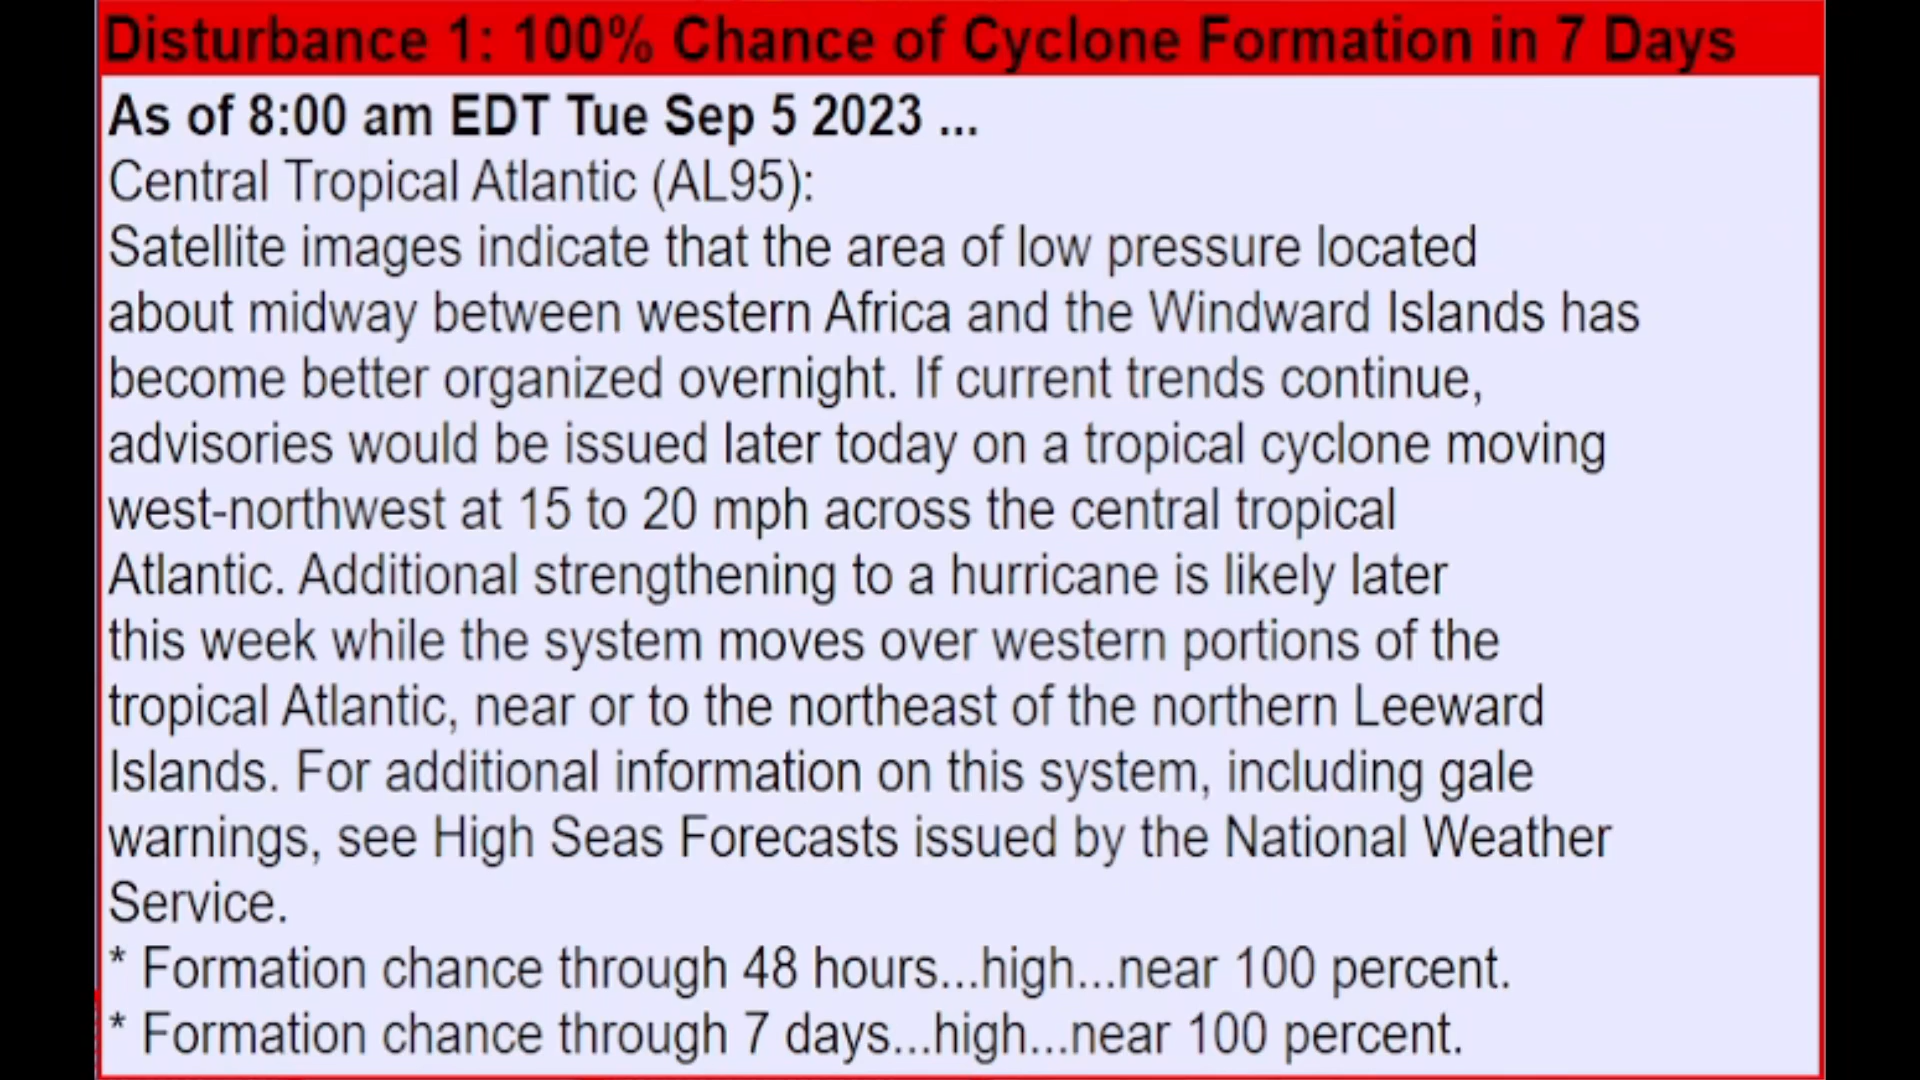 Disturbance 1: 100% Chance of Cyclone Formation in 7 Days
As of 8:00 am EDT Tue Sep 5 2023 ...
Central Tropical Atlantic (AL95):
Satellite images indicate that the area of low pressure located
about midway between western Africa and the Windward Islands has
become better organized overnight. If current trends continue,
advisories would be issued later today on a tropical cyclone moving
west-northwest at 15 to 20 mph across the central tropical
Atlantic. Additional strengthening to a hurricane is likely later
this week while the system moves over western portions of the
tropical Atlantic, near or to the northeast of the northern Leeward
Islands. For additional information on this system, including gale
warnings, see High Seas Forecasts issued by the National Weather
Service.
* Formation chance through 48 hours...high...near 100 percent.
* Formation chance through 7 days...high...near 100 percent.